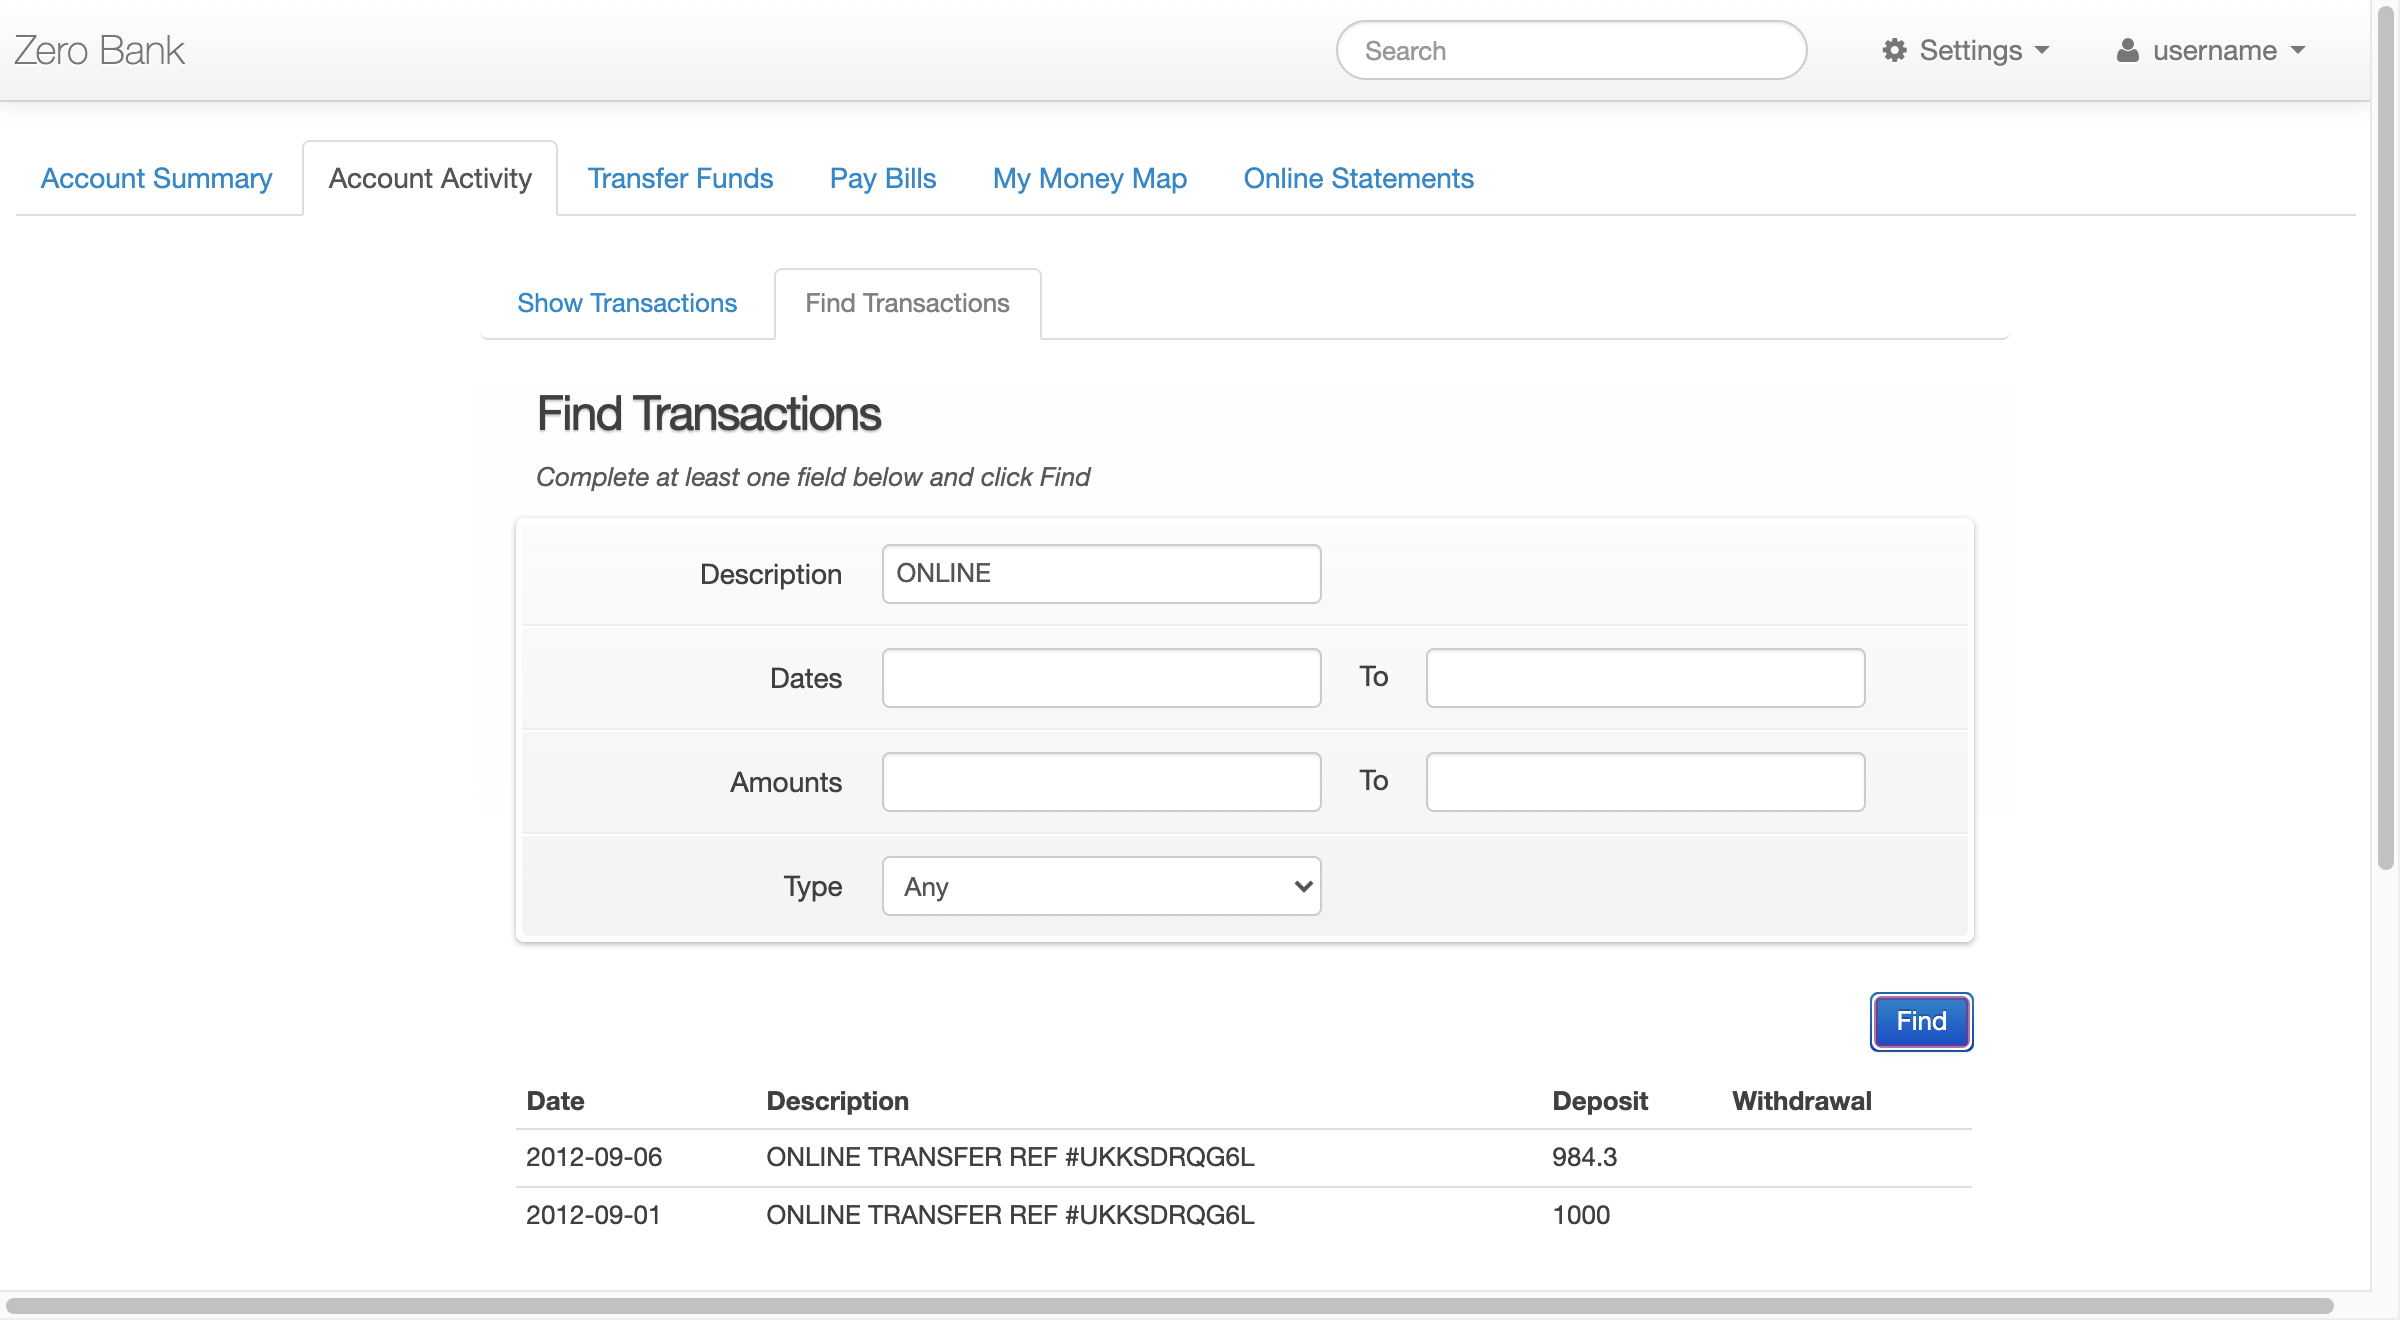 Zero Bank
Search
Settings
username
Account Summary
Account Activity
Transfer Funds
Pay Bills
My Money Map
Online Statements
Show Transactions
Find Transactions
Find Transactions
Complete at least one field below and click Find
Description ONLINE
Dates To
Amounts To
Type Any
Find
Date Description Deposit Withdrawal
2012-09-06 ONLINE TRANSFER REF #UKKSDRQG6L 984.3
2012-09-01 ONLINE TRANSFER REF #UKKSDRQG6L 1000